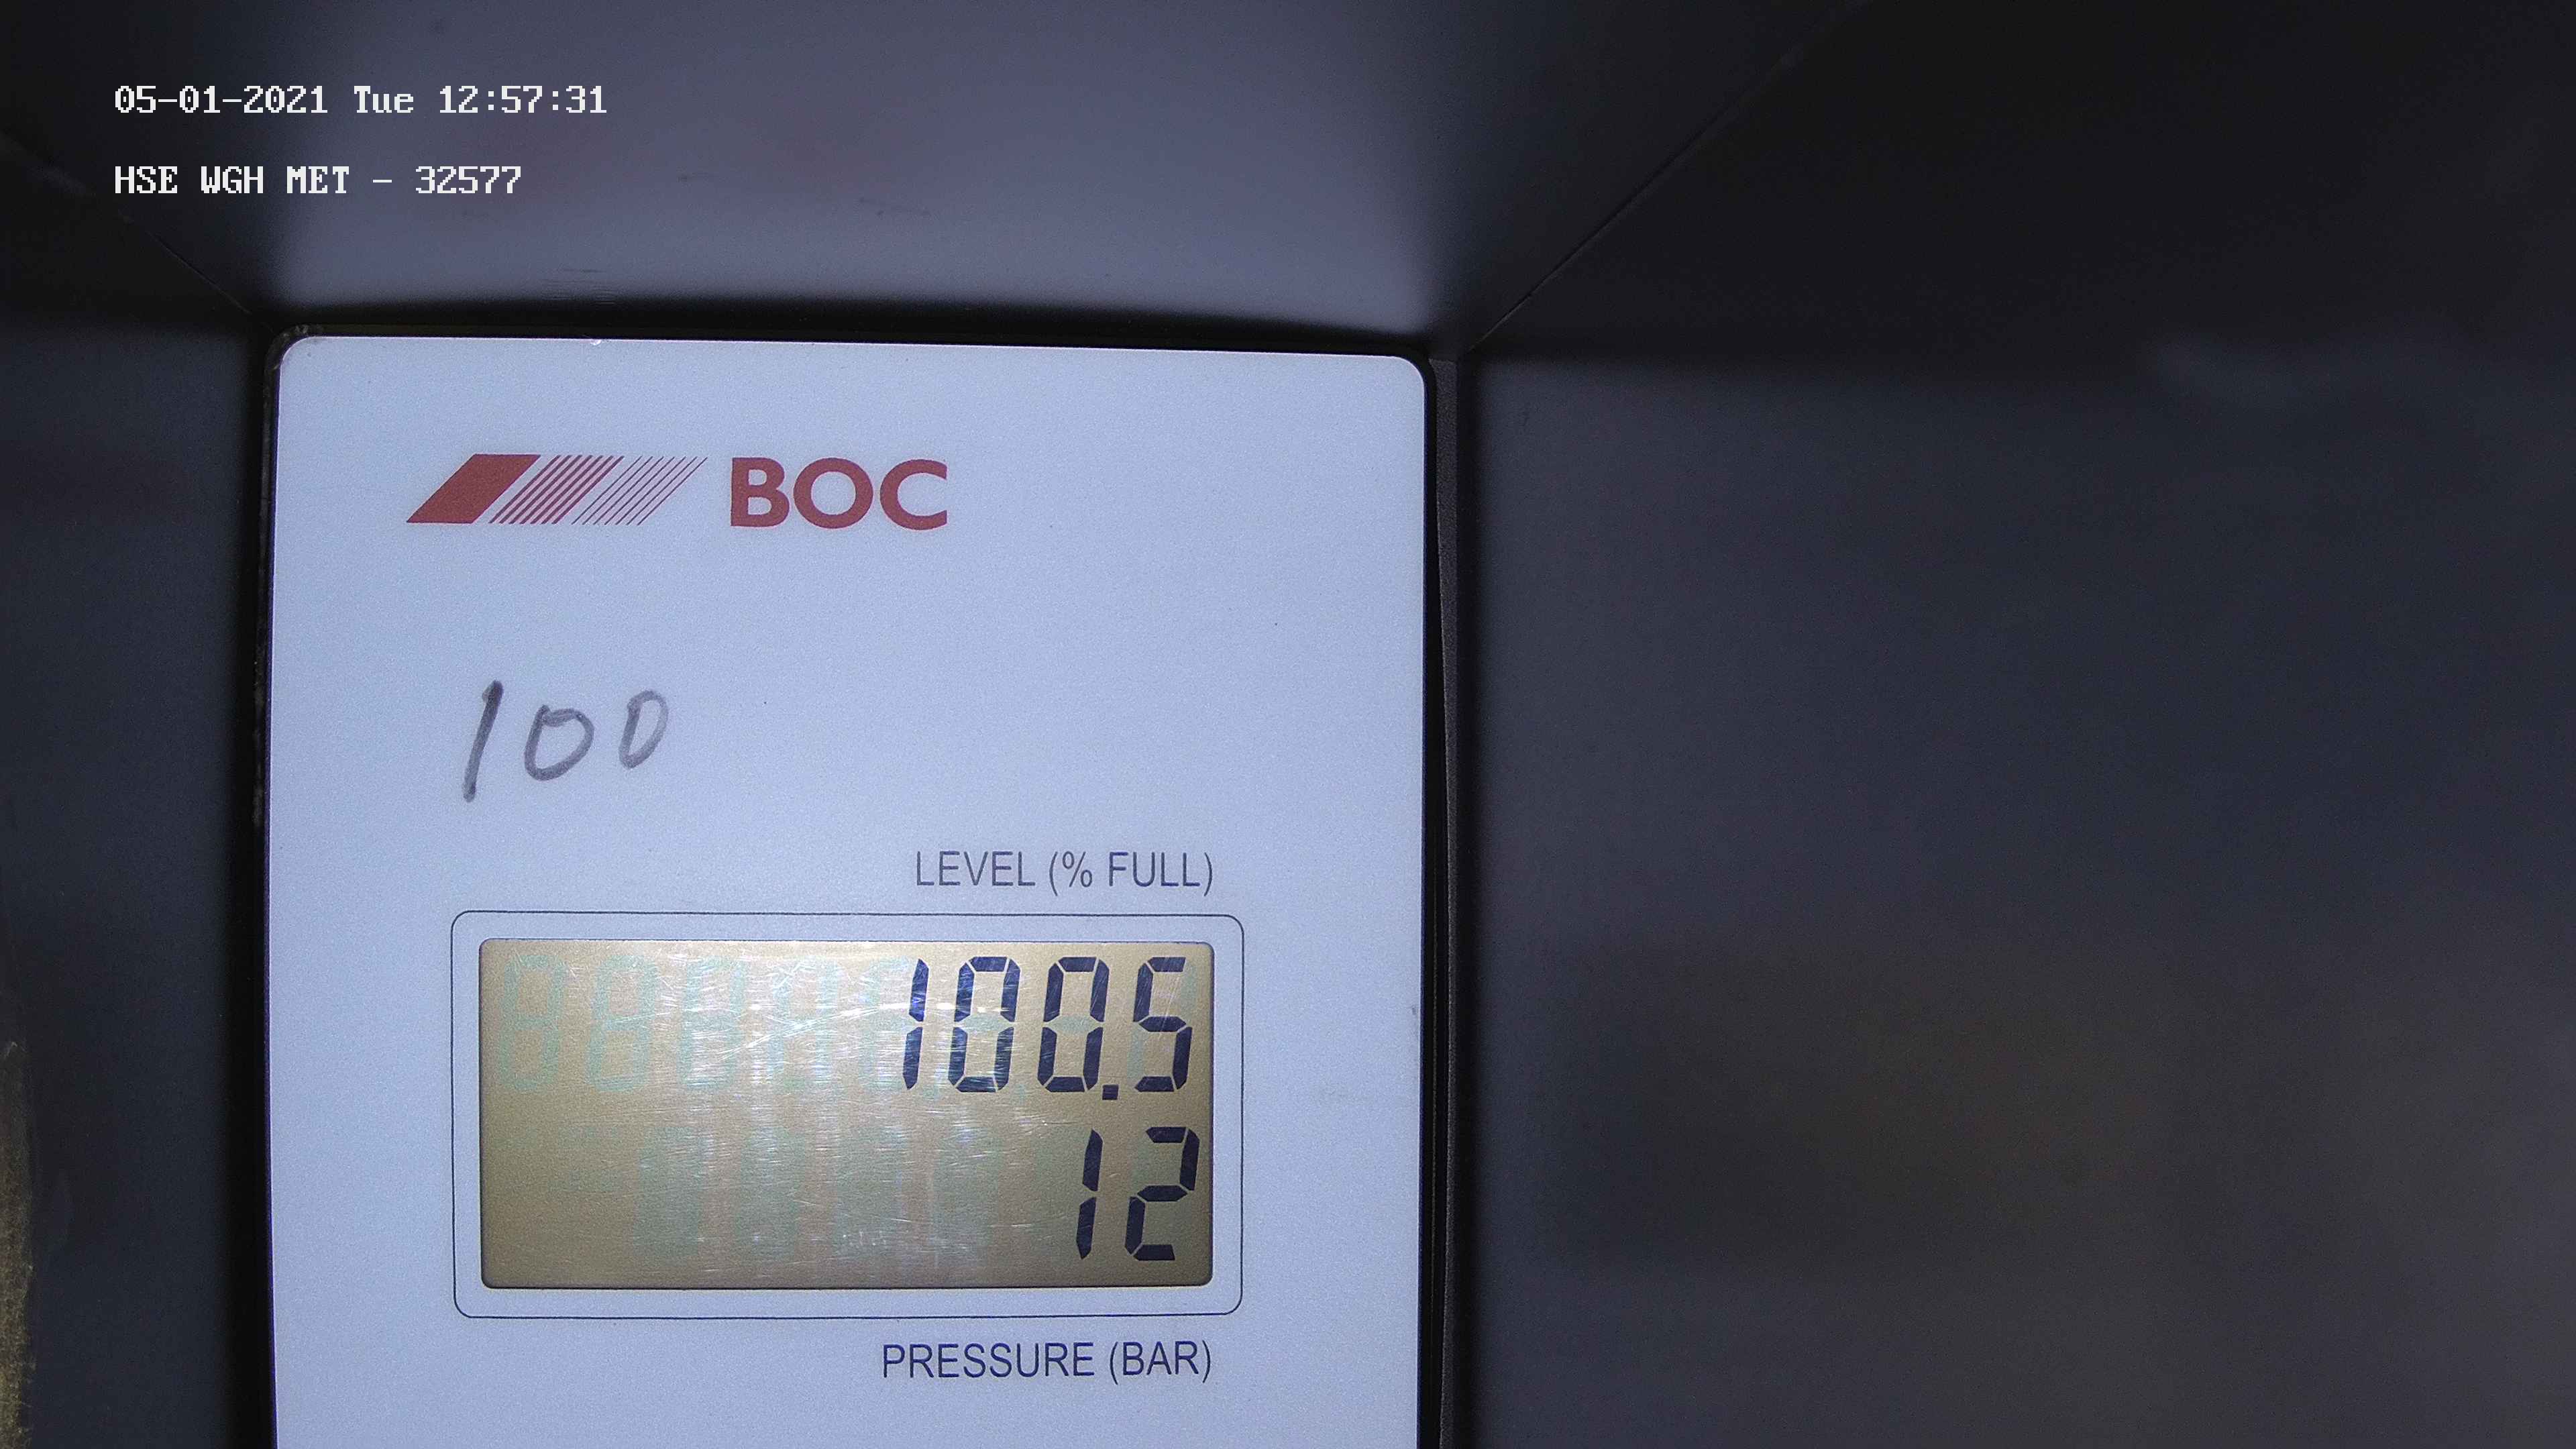 05-01-2021 Tue 12:57:31
HSE WGH MET - 32577
BOC
100
LEVEL (% FULL)
100.5
12
PRESSURE (BAR)